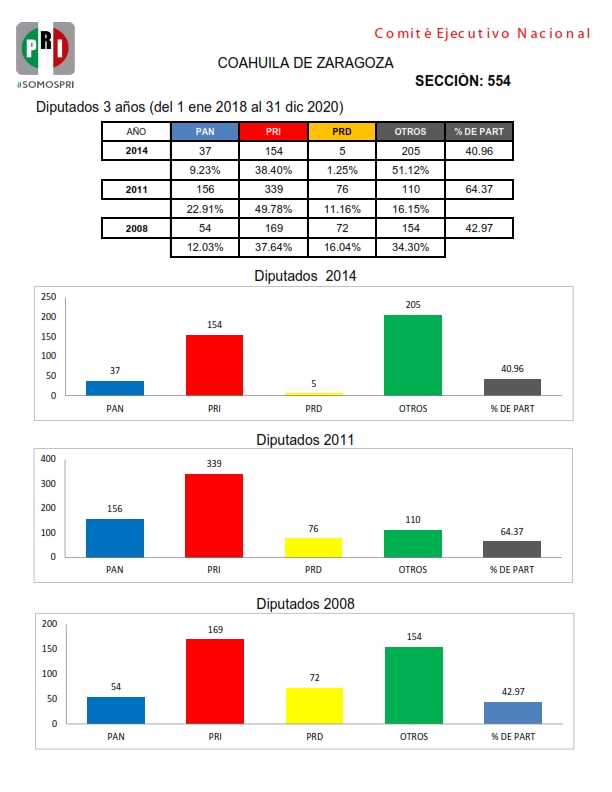 Comité Ejecutivo Nacional
PRI
#SOMOSPRI
COAHUILA DE ZARAGOZA
SECCIÓN: 554
Diputados 3 años (del 1 ene 2018 al 31 dic 2020)
AÑO PAN PRI PRD OTROS % DE PART
2014 37 154 5 205 40.96
9.23% 38.40% 1.25% 51.12%
2011 156 339 76 110 64.37
22.91% 49.78% 11.16% 16.15%
2008 54 169 72 154 42.97
12.03% 37.64% 16.04% 34.30%
Diputados 2014
250
200
150
100
50
0
37 154 5 205 40.96
PAN PRI PRD OTROS % DE PART
Diputados 2011
400
300
200
100
0
156 339 76 110 64.37
PAN PRI PRD OTROS % DE PART
Diputados 2008
200
150
100
50
0
54 169 72 154 42.97
PAN PRI PRD OTROS % DE PART